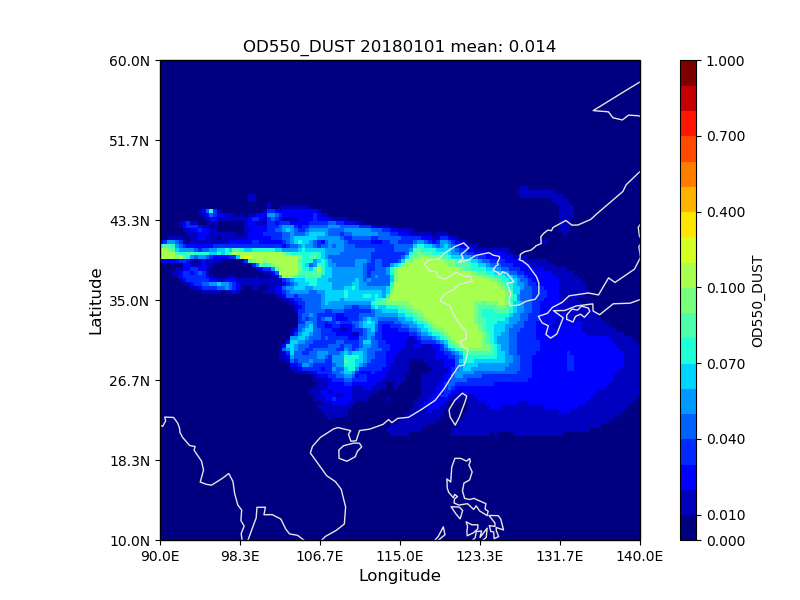 OD550_DUST 20180101 mean: 0.014
60.0N
51.7N
43.3N
35.0N
26.7N
18.3N
10.0N
Latitude
90.0E
98.3E
106.7E
115.0E
123.3E
131.7E
140.0E
Longitude
1.000
0.700
0.400
0.100
0.070
0.040
0.010
0.000
OD550_DUST